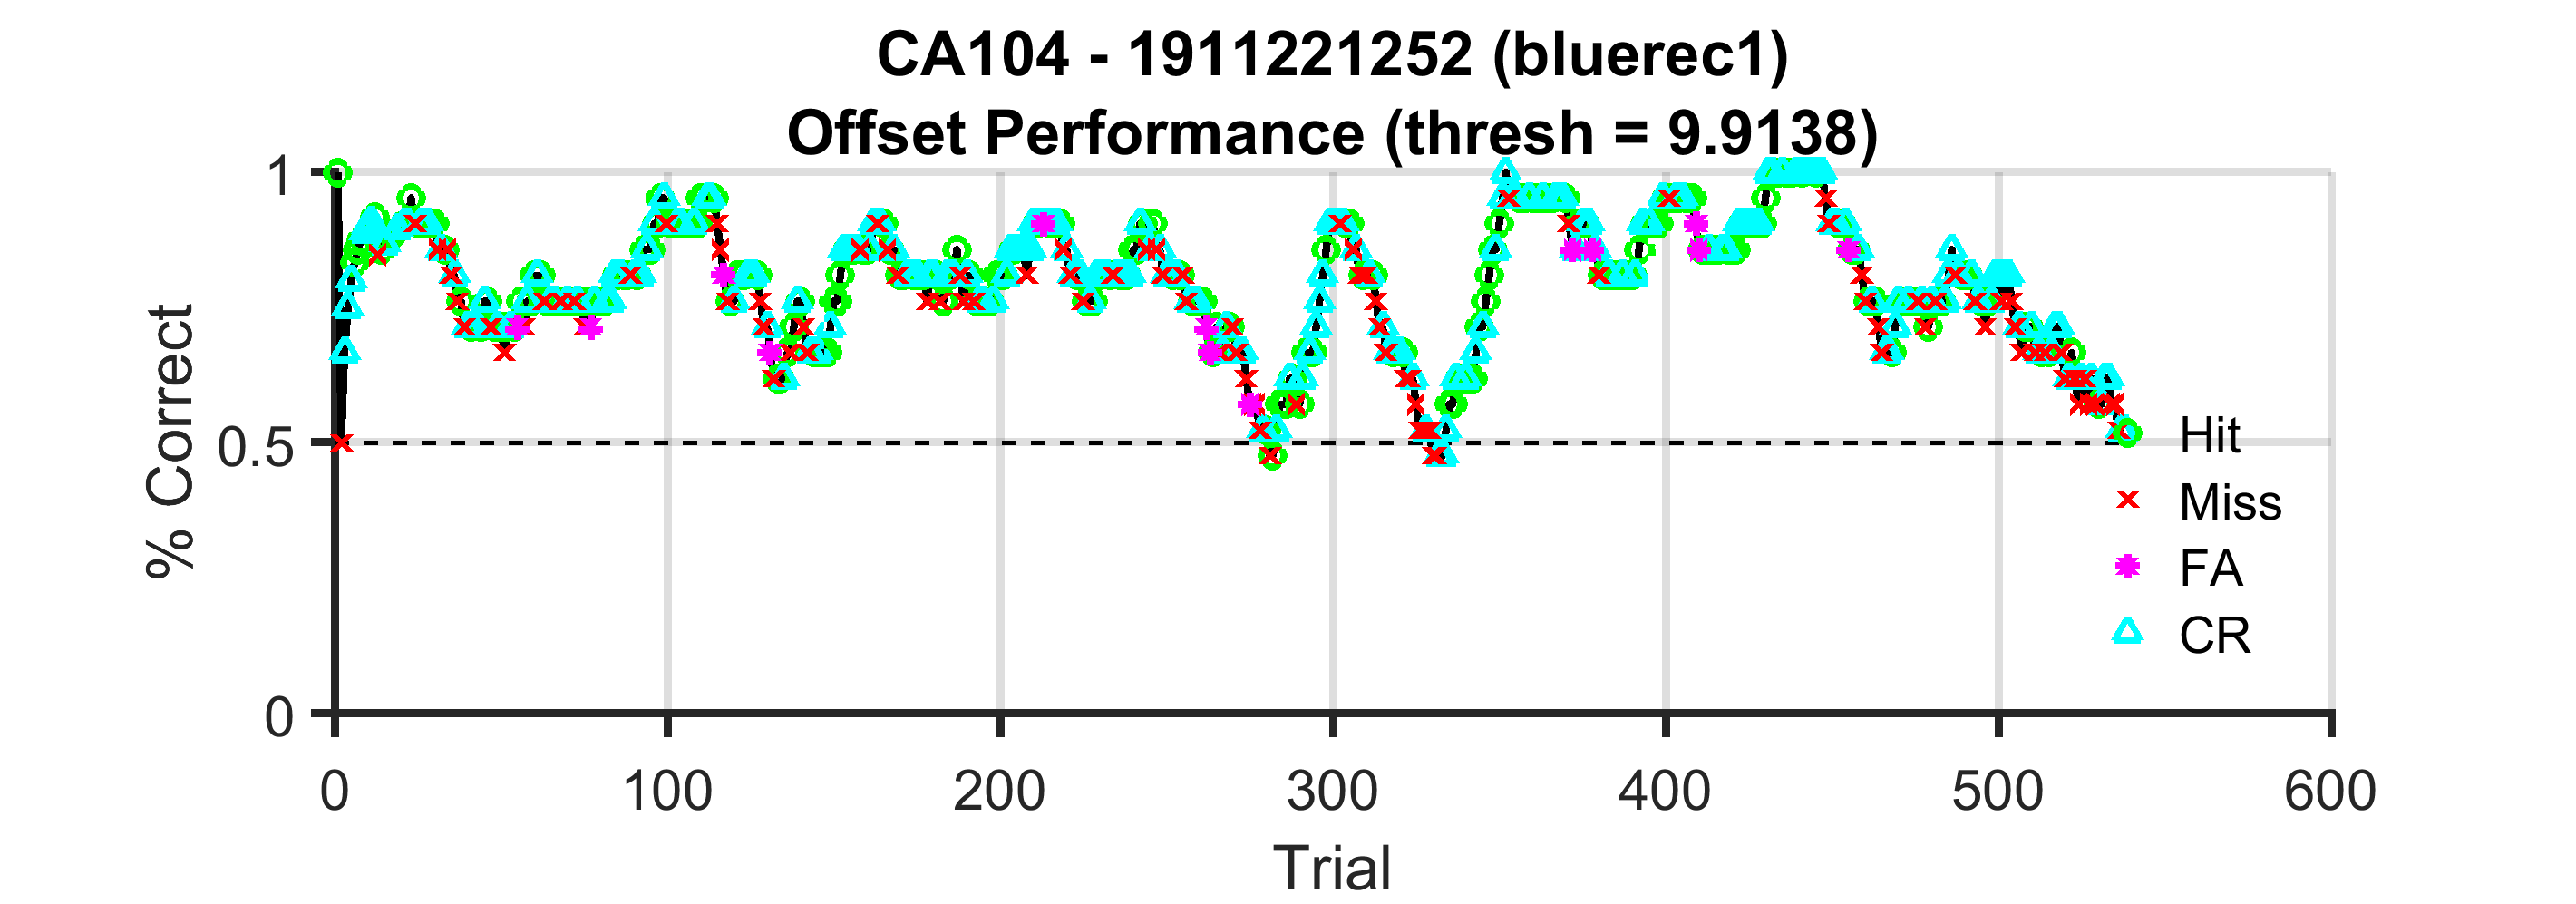 CA104 - 1911221252 (bluerec1)
Offset Performance (thresh = 9.9138)
1
0.5
0
% Correct
0 100 200 300 400 500 600
Trial
Hit
Miss
FA
CR